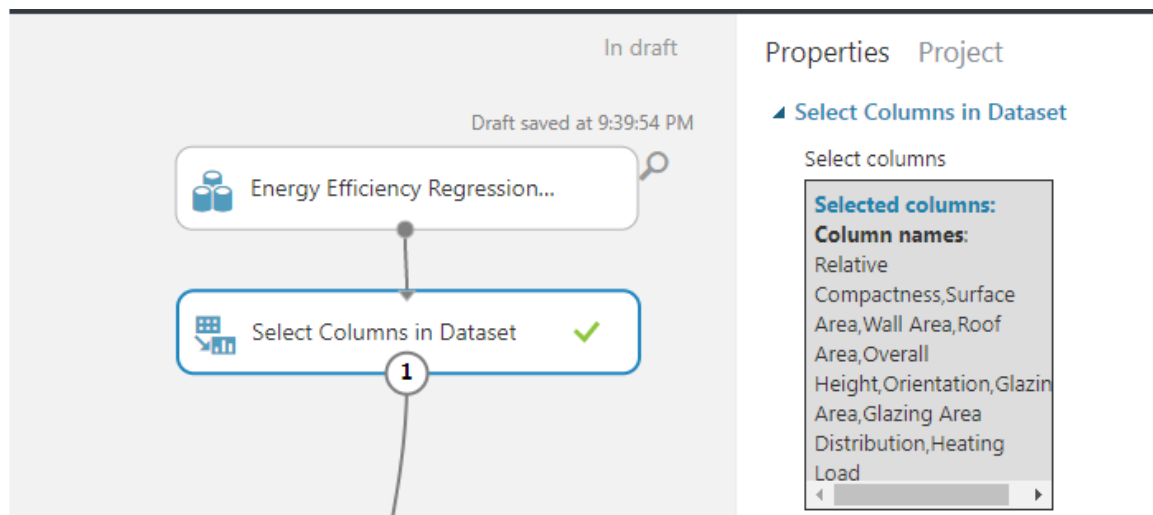 In draft
Draft saved at 9:39:54 PM
Energy Efficiency Regression...
Select Columns in Dataset
1
Properties Project
Select Columns in Dataset
Select columns
Selected columns:
Column names:
Relative
Compactness,Surface
Area,Wall Area,Roof
Area,Overall
Height,Orientation,Glazin
Area,Glazing Area
Distribution,Heating
Load